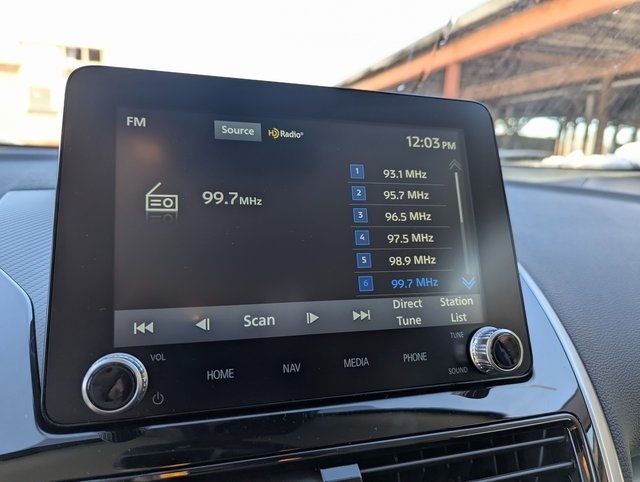 FM
Source
HD Radio®
12:03 PM
99.7 MHz
1 93.1 MHz
2 95.7 MHz
3 96.5 MHz
4 97.5 MHz
5 98.9 MHz
6 99.7 MHz
Scan
Direct
Tune
Station
List
VOL
HOME
NAV
MEDIA
PHONE
TUNE
SOUND